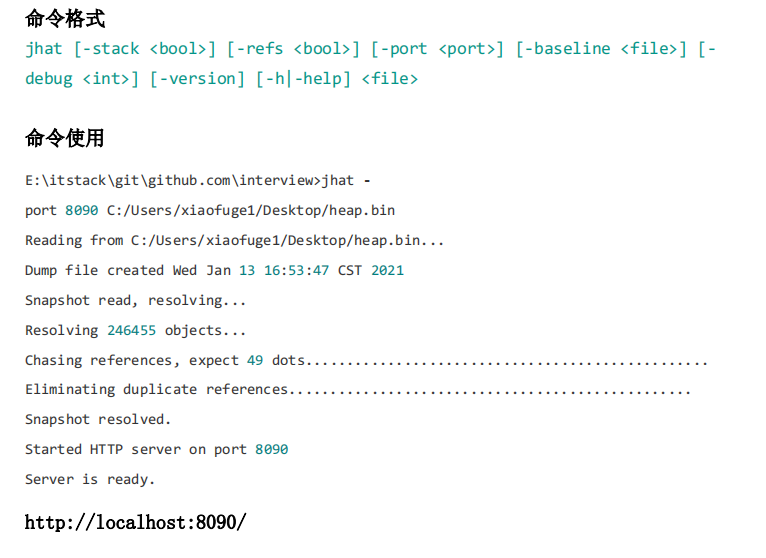 命令格式
jhat [-stack <bool>] [-refs <bool>] [-port <port>] [-baseline <file>] [-
debug <int>] [-version] [-h|-help] <file>
命令使用
E:\itstack\git\github.com\interview>jhat -
port 8090 C:/Users/xiaofuge1/Desktop/heap.bin
Reading from C:/Users/xiaofuge1/Desktop/heap.bin...
Dump file created Wed Jan 13 16:53:47 CST 2021
Snapshot read, resolving...
Resolving 246455 objects...
Chasing references, expect 49 dots.................................................
Eliminating duplicate references.................................................
Snapshot resolved.
Started HTTP server on port 8090
Server is ready.
http://localhost:8090/